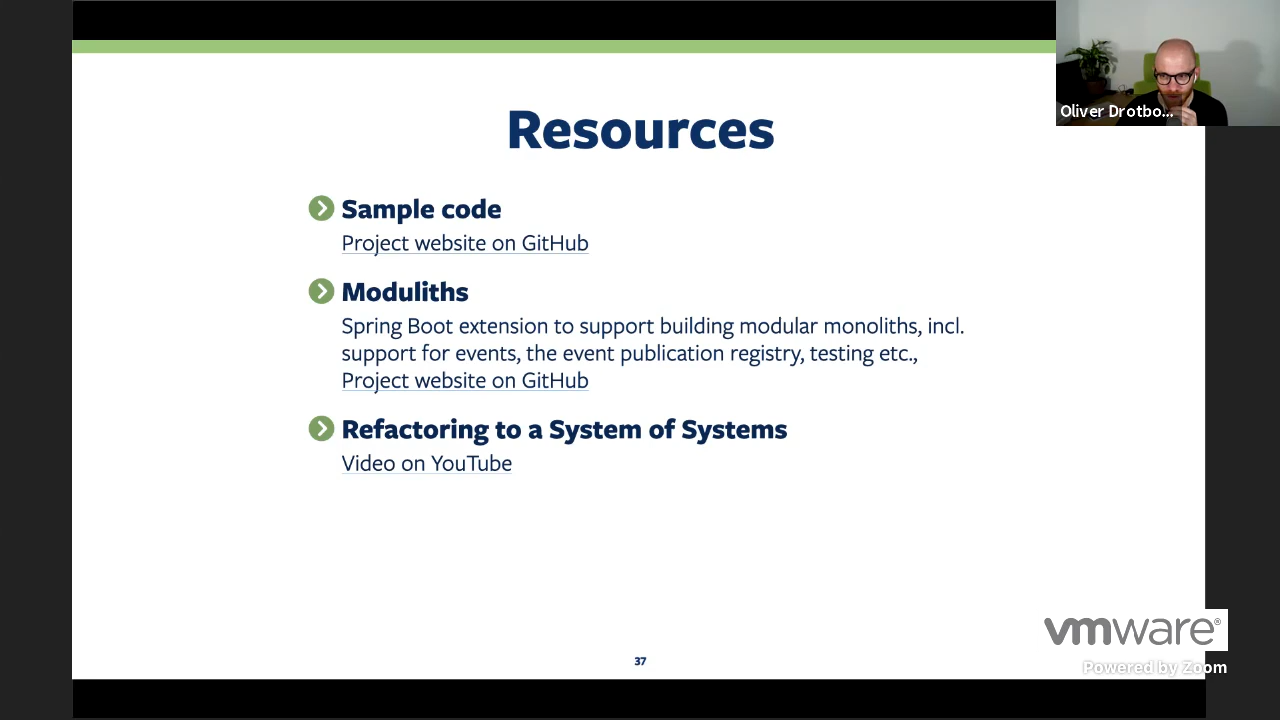 Oliver Drotbo...
Resources
Sample code
Project website on GitHub
Moduliths
Spring Boot extension to support building modular monoliths, incl.
support for events, the event publication registry, testing etc.,
Project website on GitHub
Refactoring to a System of Systems
Video on YouTube
vmware®
Powered by Zoom
37